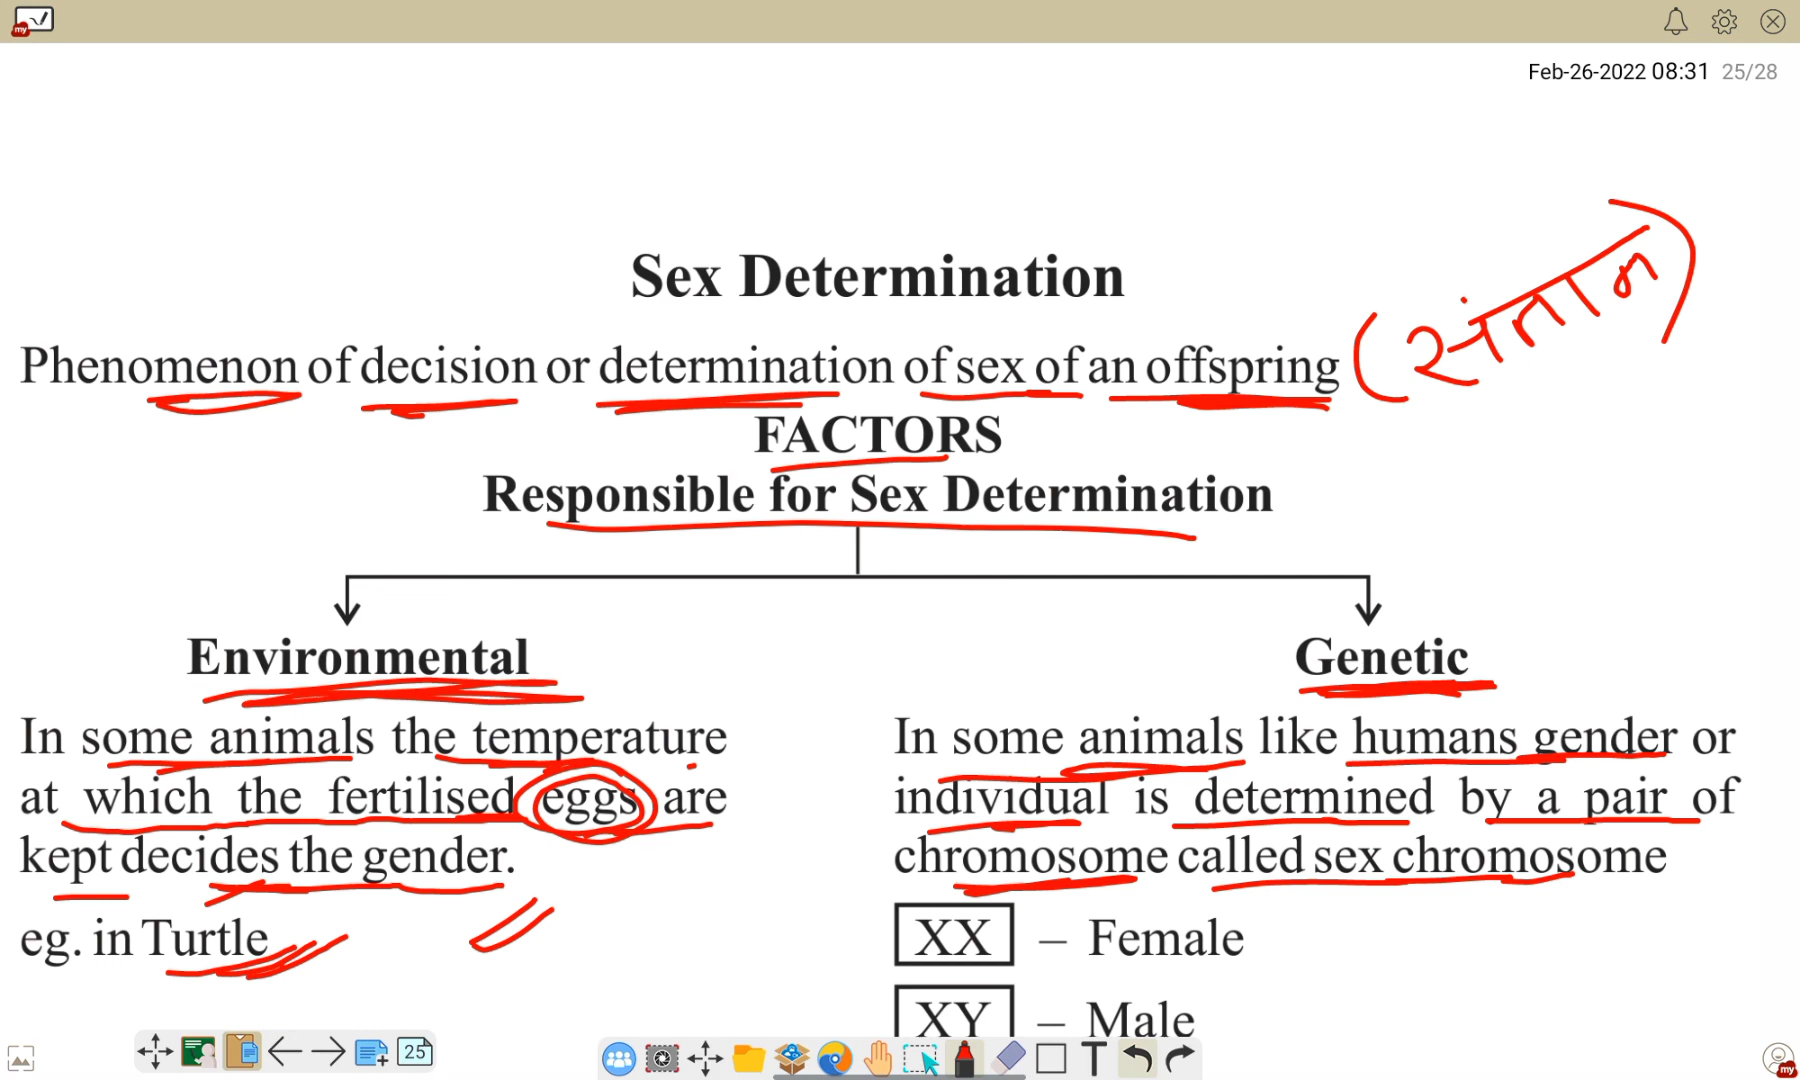 my
Feb-26-2022 08:31 25/28
Sex Determination
Phenomenon of decision or determination of sex of an offspring (संतान)
FACTORS
Responsible for Sex Determination
Environmental
In some animals the temperature
at which the fertilised eggs are
kept decides the gender.
eg. in Turtle
Genetic
In some animals like humans gender or
individual is determined by a pair of
chromosome called sex chromosome
XX – Female
XY – Male
25
T
my